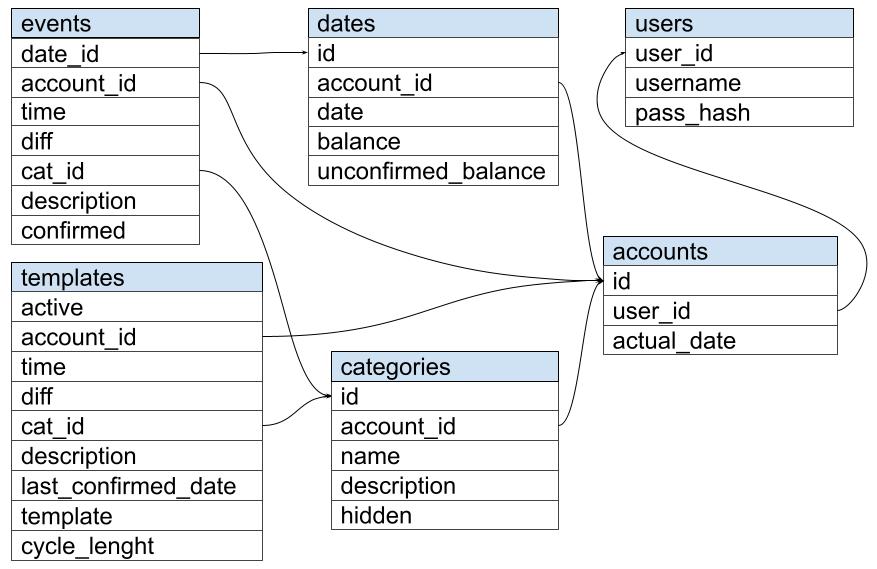 events
date_id
account_id
time
diff
cat_id
description
confirmed
dates
id
account_id
date
balance
unconfirmed_balance
users
user_id
username
pass_hash
templates
active
account_id
time
diff
cat_id
description
last_confirmed_date
template
cycle_lenght
categories
id
account_id
name
description
hidden
accounts
id
user_id
actual_date